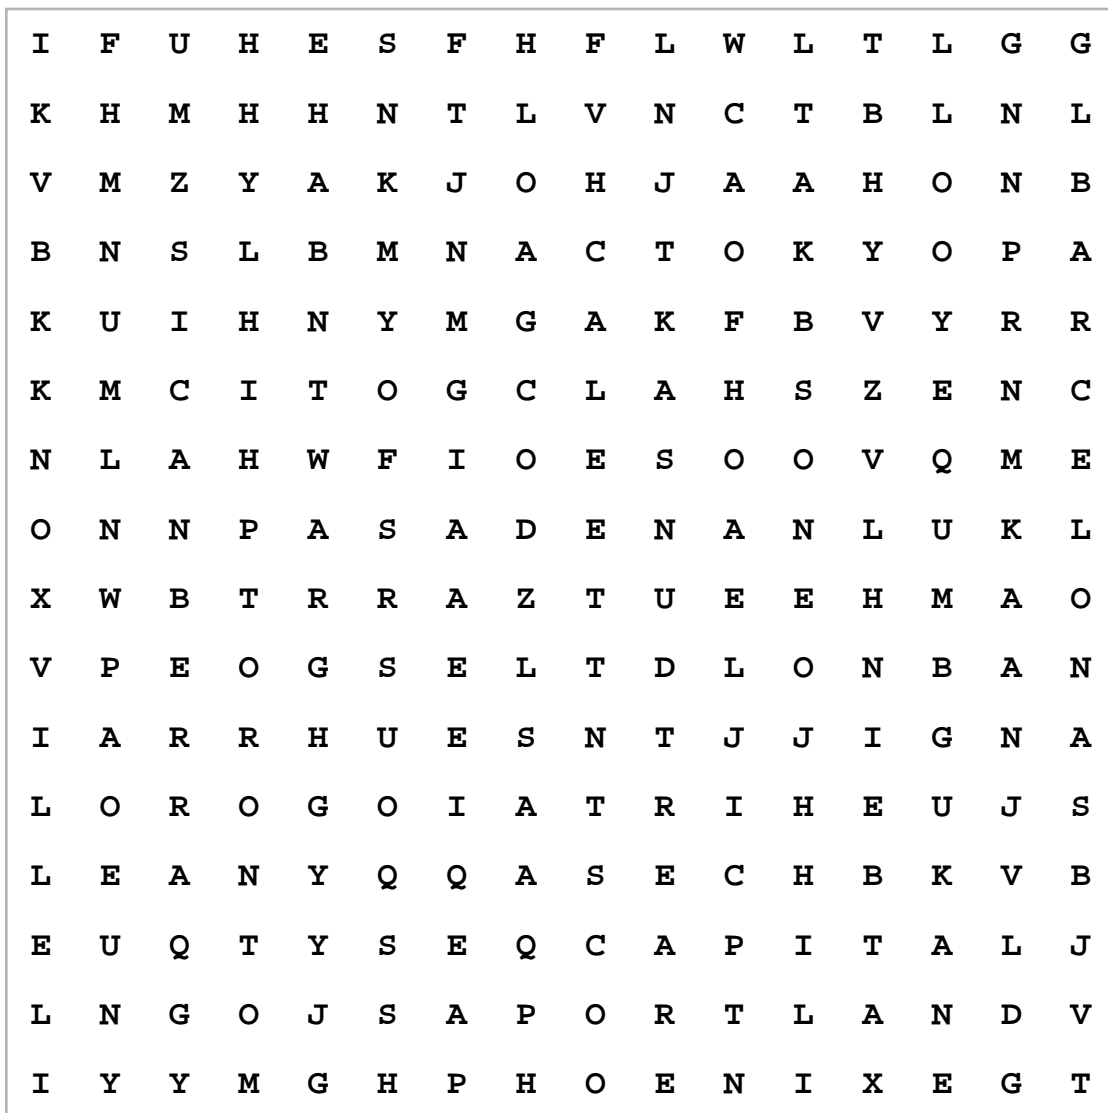 I F U H E S F H F L W L T L G G
K H M H H N T L V N C T B L N L
V M Z Y A K J O H J A A H O N B
B N S L B M N A C T O K Y O P A
K U I H N Y M G A K F B V Y R R
K M C I T O G C L A H S Z E N C
N L A H W F I O E S O O V Q M E
O N N P A S A D E N A N L U K L
X W B T R R A Z T U E E H M A O
V P E O G S E L T D L O N B A N
I A R R H U E S N T J J I G N A
L O R O G O I A T R I H E U J S
L E A N Y Q Q A S E C H B K V B
E U Q T Y S E Q C A P I T A L J
L N G O J S A P O R T L A N D V
I Y Y M G H P H O E N I X E G T